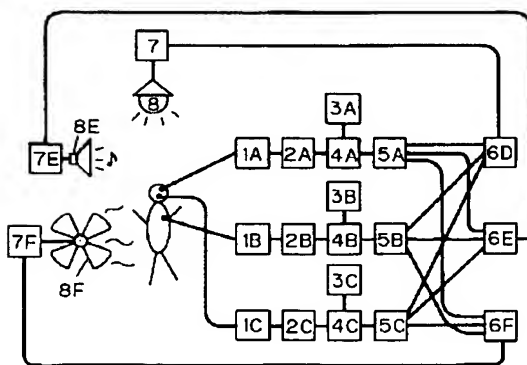 7
8
3A
8E
7E
1A 2A 4A 5A 6D
3B
7F
1B 2B 4B 5B 6E
8F
3C
1C 2C 4C 5C 6F